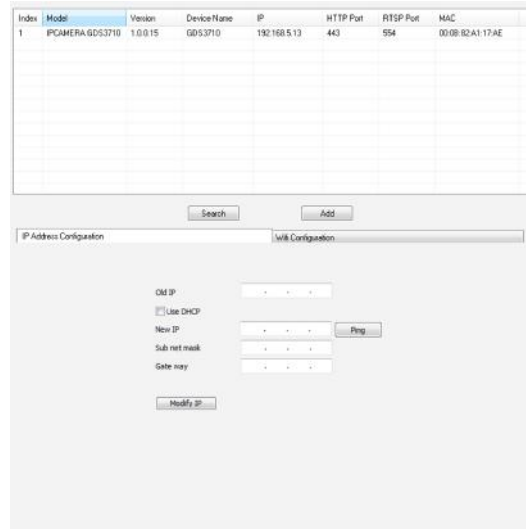 Index Model Version Device Name IP HTTP Port RTSP Port MAC
1 IPCAMERA.GDS3710 1.0.0.15 GDS3710 192.168.5.13 443 554 00:0B:82:A1:17:AE
Search Add
IP Address Configuration Wifi Configuration
Old IP
Use DHCP
New IP Ping
Sub net mask
Gate way
Modify IP